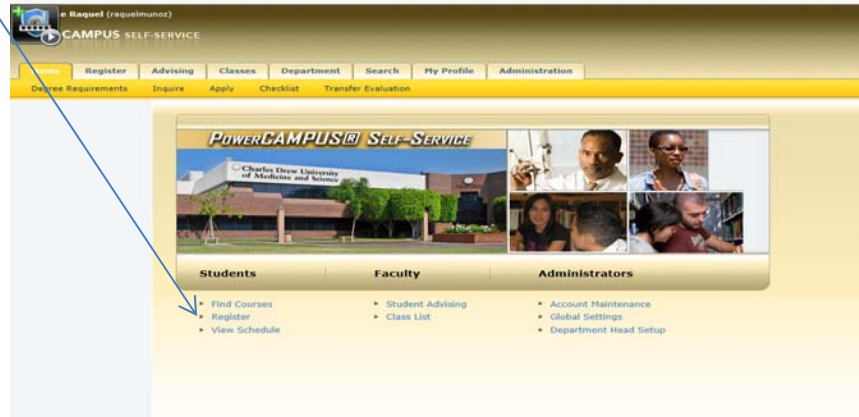 e Raquel (raquelmunoz)
CAMPUS SELF-SERVICE
Home Register Advising Classes Department Search My Profile Administration
Degree Requirements Inquire Apply Checklist Transfer Evaluation
POWERCAMPUS® SELF-SERVICE
Charles Drew University
of Medicine and Science
Students Faculty Administrators
Find Courses Student Advising Account Maintenance
Register Class List Global Settings
View Schedule Department Head Setup